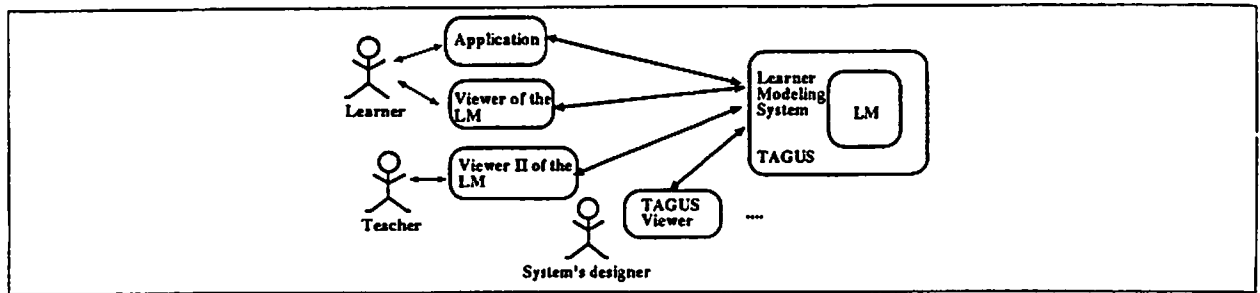 Application
Learner
Viewer of the
LM
Learner
Modeling
System
LM
TAGUS
Viewer II of the
LM
Teacher
TAGUS
Viewer
....
System's designer